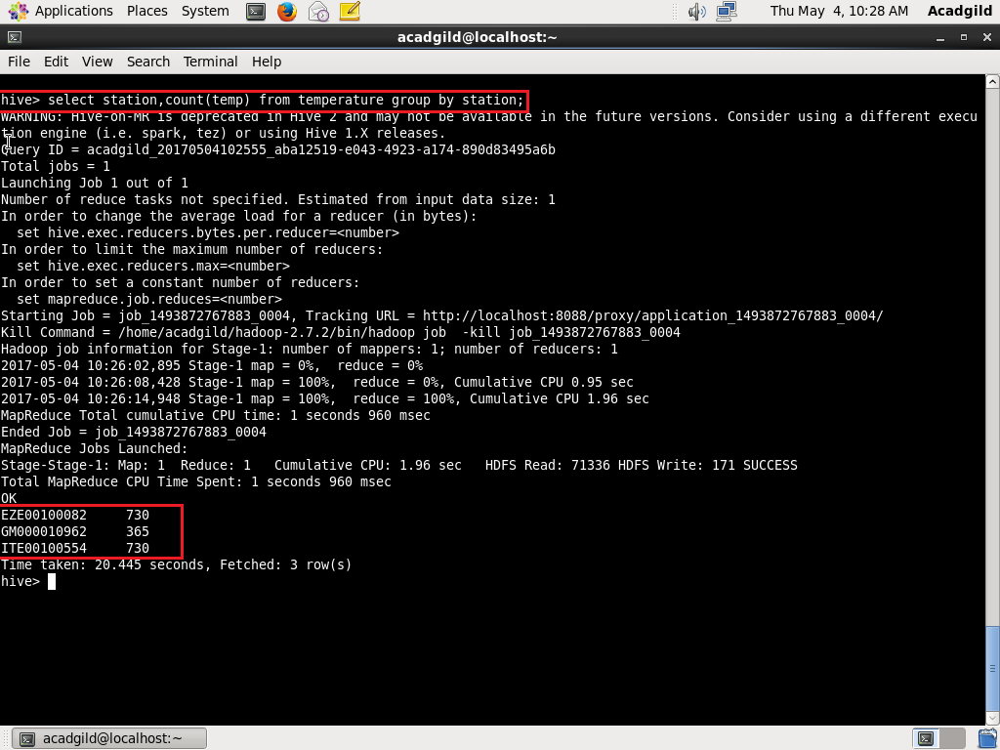 Applications Places System Thu May 4, 10:28 AM Acadgild
acadgild@localhost:~
File Edit View Search Terminal Help
hive> select station,count(temp) from temperature group by station;
WARNING: Hive-on-MR is deprecated in Hive 2 and may not be available in the future versions. Consider using a different execu
tion engine (i.e. spark, tez) or using Hive 1.X releases.
Query ID = acadgild_20170504102555_aba12519-e043-4923-a174-890d83495a6b
Total jobs = 1
Launching Job 1 out of 1
Number of reduce tasks not specified. Estimated from input data size: 1
In order to change the average load for a reducer (in bytes):
  set hive.exec.reducers.bytes.per.reducer=<number>
In order to limit the maximum number of reducers:
  set hive.exec.reducers.max=<number>
In order to set a constant number of reducers:
  set mapreduce.job.reduces=<number>
Starting Job = job_1493872767883_0004, Tracking URL = http://localhost:8088/proxy/application_1493872767883_0004/
Kill Command = /home/acadgild/hadoop-2.7.2/bin/hadoop job  -kill job_1493872767883_0004
Hadoop job information for Stage-1: number of mappers: 1; number of reducers: 1
2017-05-04 10:26:02,895 Stage-1 map = 0%,  reduce = 0%
2017-05-04 10:26:08,428 Stage-1 map = 100%,  reduce = 0%, Cumulative CPU 0.95 sec
2017-05-04 10:26:14,948 Stage-1 map = 100%,  reduce = 100%, Cumulative CPU 1.96 sec
MapReduce Total cumulative CPU time: 1 seconds 960 msec
Ended Job = job_1493872767883_0004
MapReduce Jobs Launched:
Stage-Stage-1: Map: 1  Reduce: 1   Cumulative CPU: 1.96 sec   HDFS Read: 71336 HDFS Write: 171 SUCCESS
Total MapReduce CPU Time Spent: 1 seconds 960 msec
OK
EZE00100082     730
GM000010962     365
ITE00100554     730
Time taken: 20.445 seconds, Fetched: 3 row(s)
hive>
acadgild@localhost:~